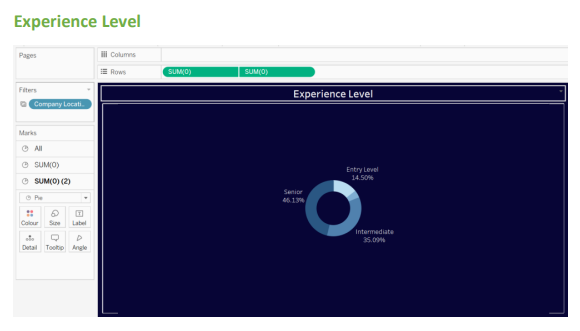 Experience Level
Pages
Columns
Rows
SUM(0)
SUM(0)
Filters
Company Locati..
Experience Level
Marks
All
SUM(0)
SUM(0) (2)
Pie
Colour
Size
Label
Detail
Tooltip
Angle
Entry Level
14.50%
Senior
46.13%
Intermediate
35.09%